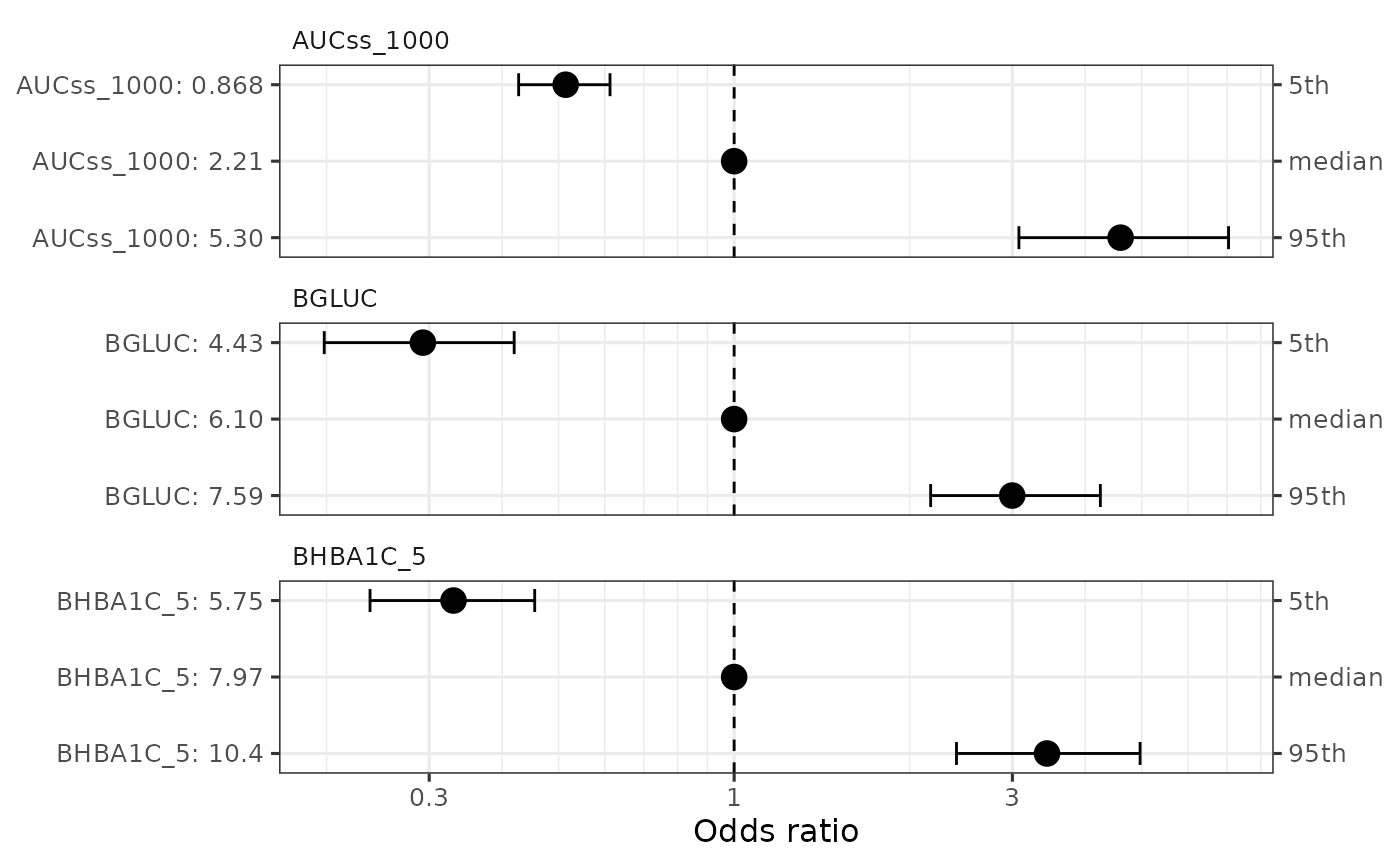 AUCss_1000
AUCss_1000: 0.868 5th
AUCss_1000: 2.21 median
AUCss_1000: 5.30 95th
BGLUC
BGLUC: 4.43 5th
BGLUC: 6.10 median
BGLUC: 7.59 95th
BHBA1C_5
BHBA1C_5: 5.75 5th
BHBA1C_5: 7.97 median
BHBA1C_5: 10.4 95th
0.3 1 3
Odds ratio